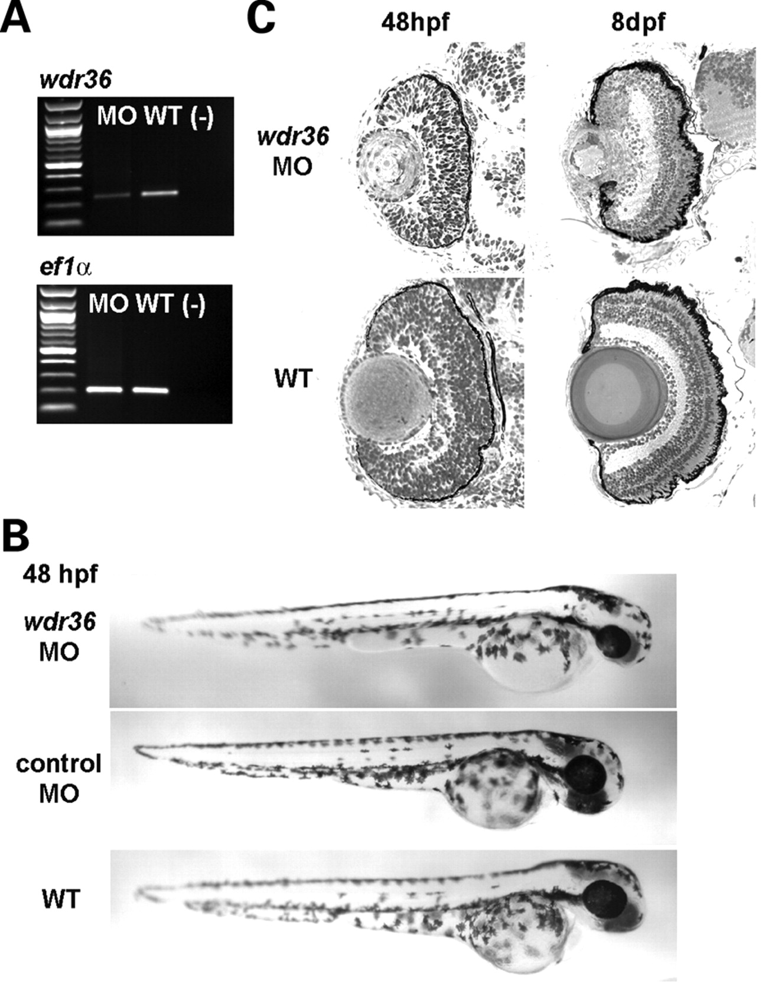 A
wdr36
MO WT (-)
ef1α
MO WT (-)
C
48hpf
8dpf
wdr36
MO
WT
B
48 hpf
wdr36
MO
control
MO
WT